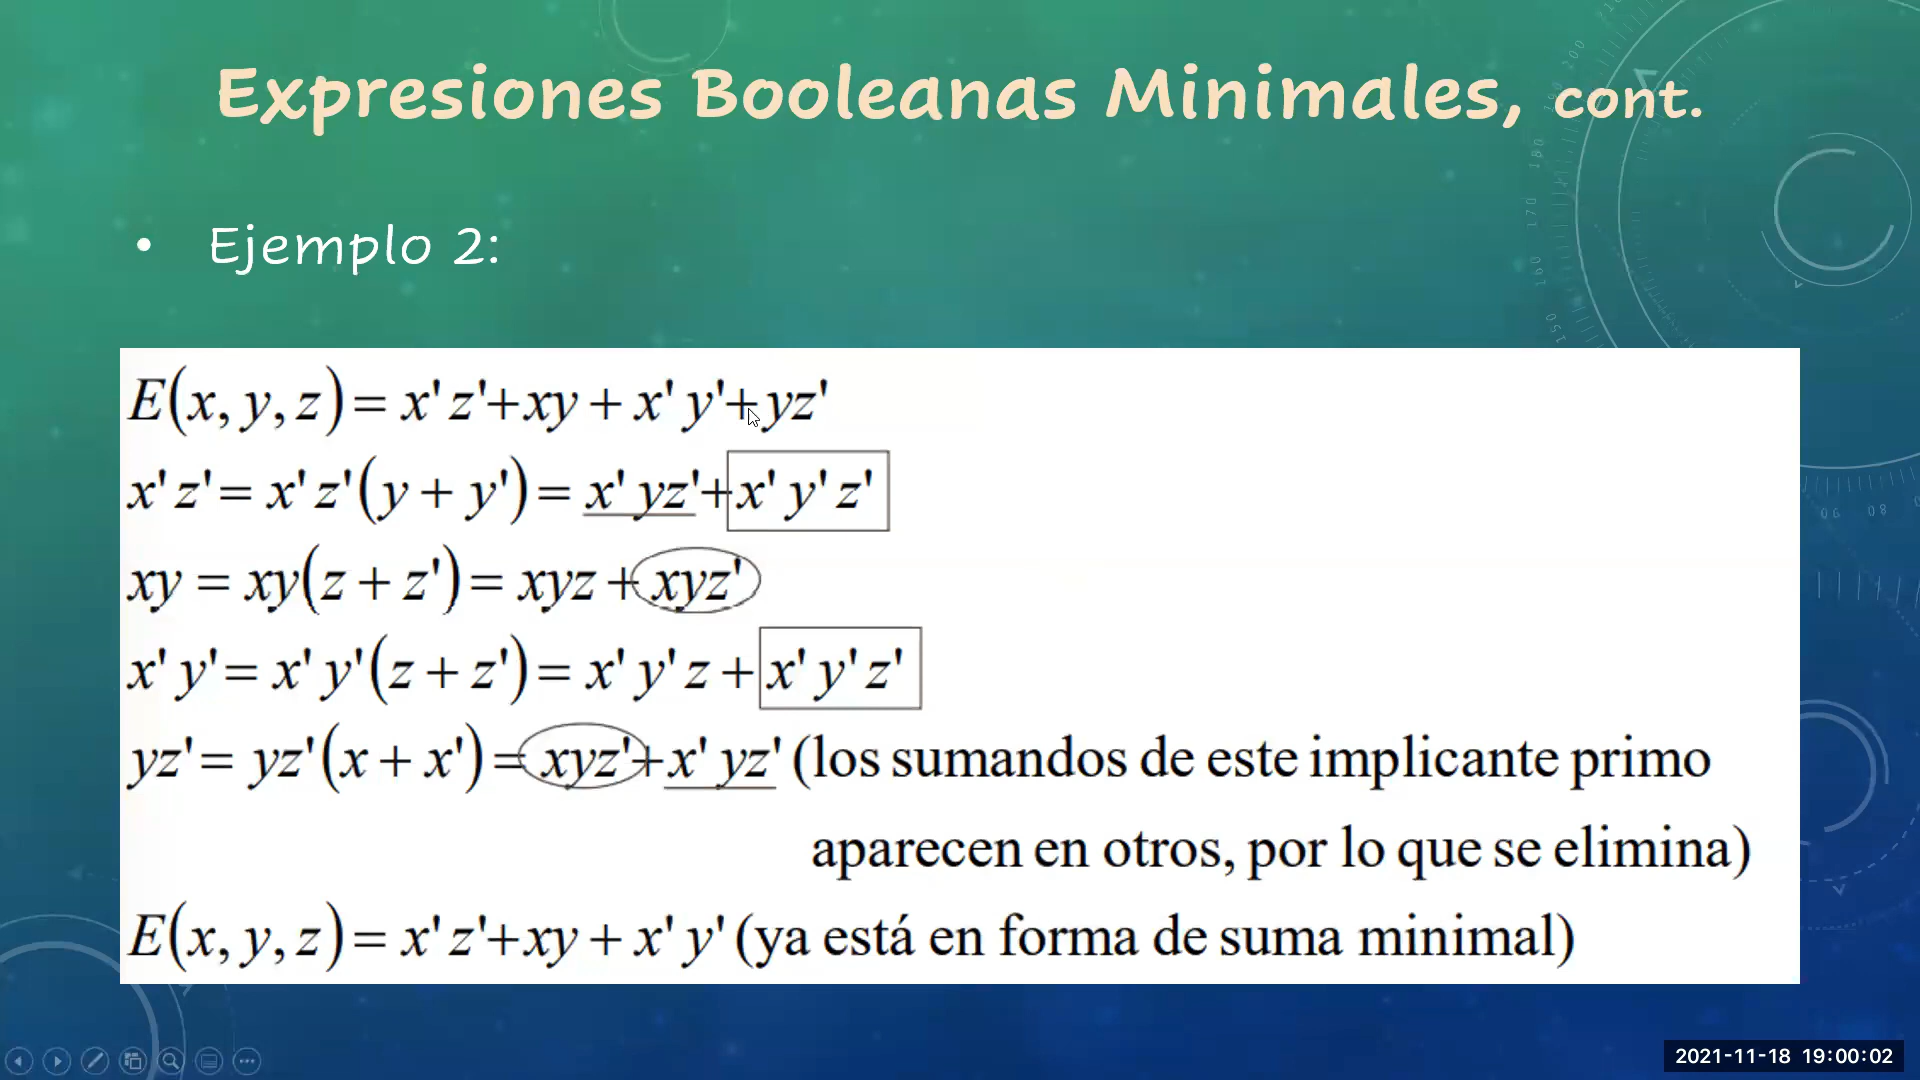 Expresiones Booleanas Minimales, cont.
• Ejemplo 2:
E(x, y, z) = x' z'+xy + x' y'+yz'
x' z'= x' z'(y + y') = x' yz'+x' y' z'
xy = xy(z + z') = xyz + xyz'
x' y'= x' y'(z + z') = x' y' z + x' y' z'
yz'= yz'(x + x') = xyz'+x' yz' (los sumandos de este implicante primo
aparecen en otros, por lo que se elimina)
E(x, y, z) = x' z'+xy + x' y' (ya está en forma de suma minimal)
2021-11-18 19:00:02